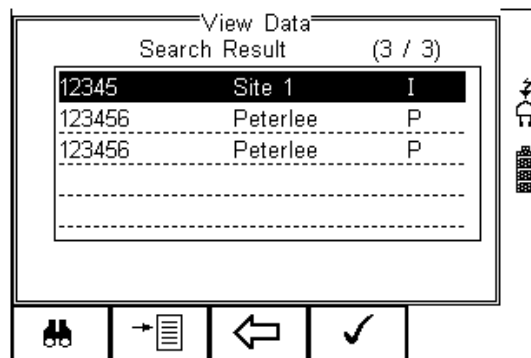 View Data
Search Result (3 / 3)
12345 Site 1 I
123456 Peterlee P
123456 Peterlee P